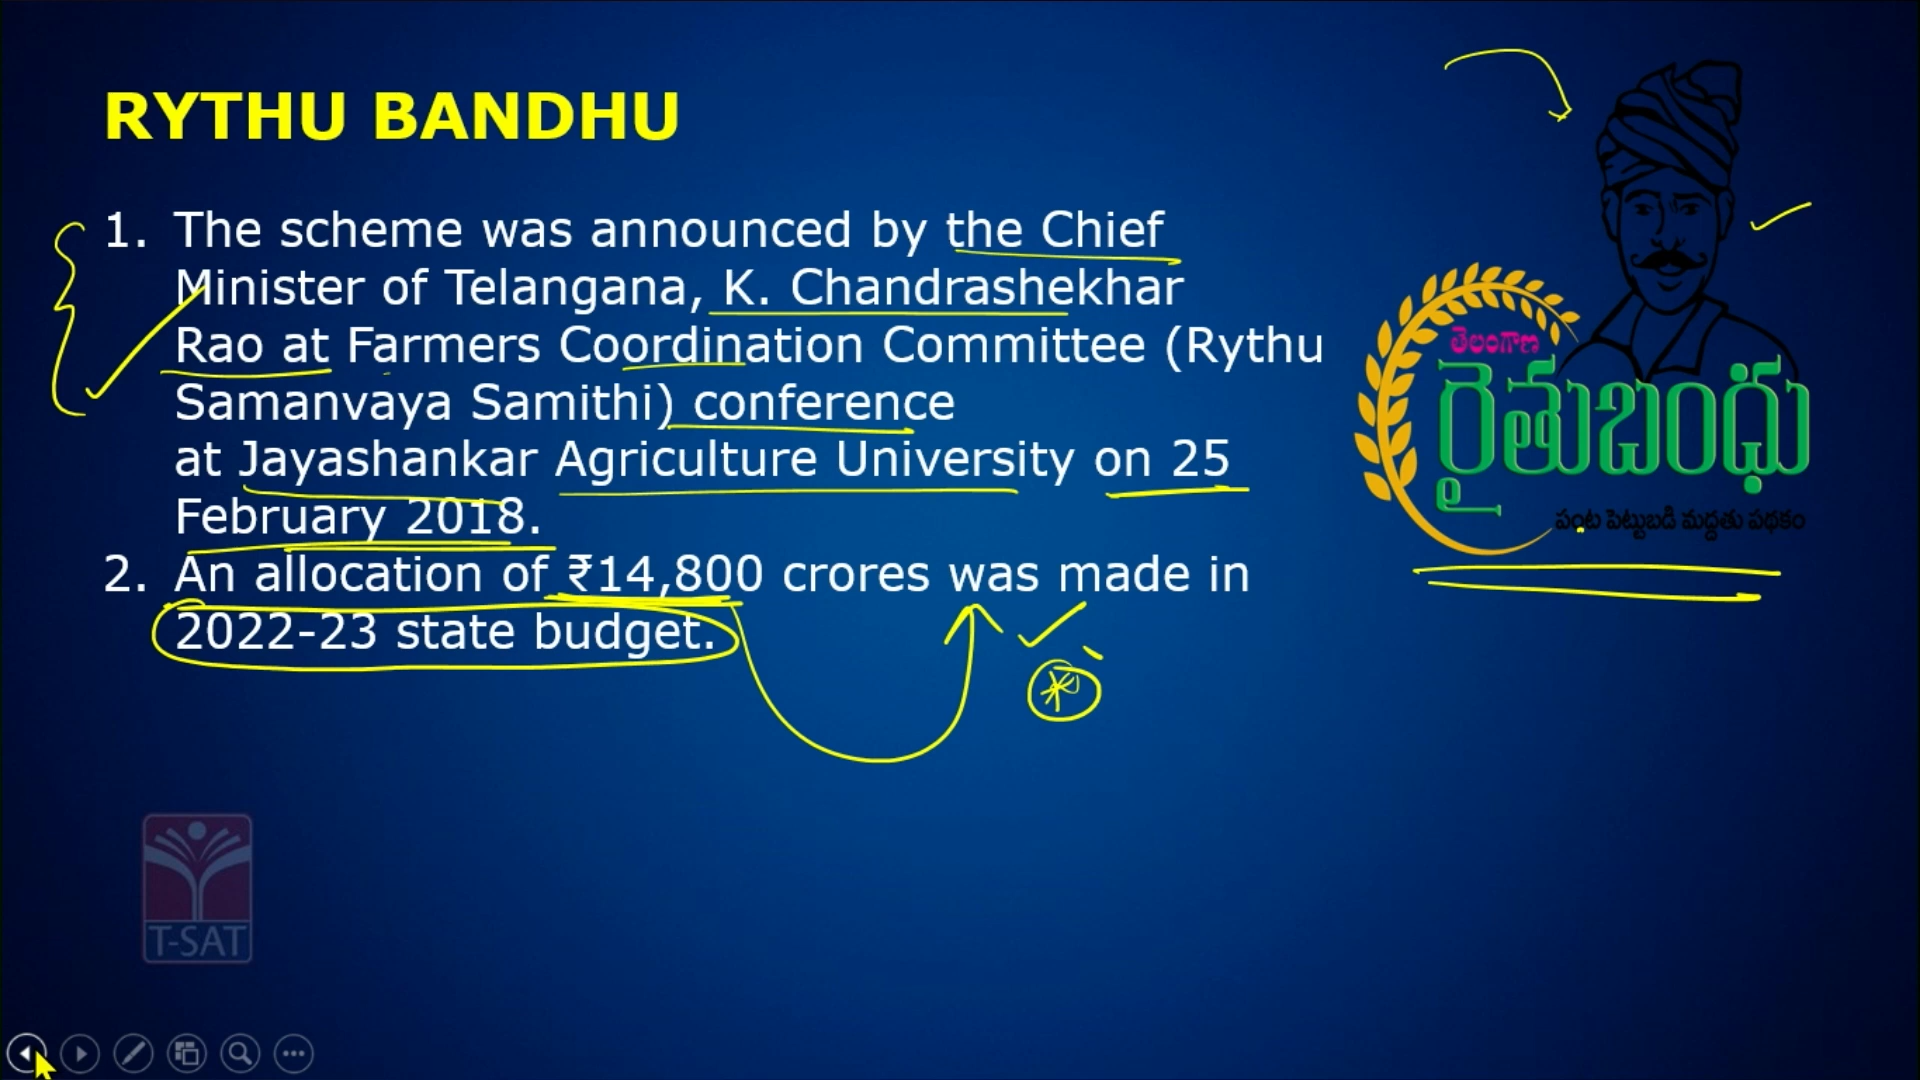 RYTHU BANDHU
1. The scheme was announced by the Chief
Minister of Telangana, K. Chandrashekhar
Rao at Farmers Coordination Committee (Rythu
Samanvaya Samithi) conference
at Jayashankar Agriculture University on 25
February 2018.
2. An allocation of ₹14,800 crores was made in
2022-23 state budget.
తెలంగాణ
రైతుబంధు
పంట పెట్టుబడి మద్దతు పథకం
T-SAT